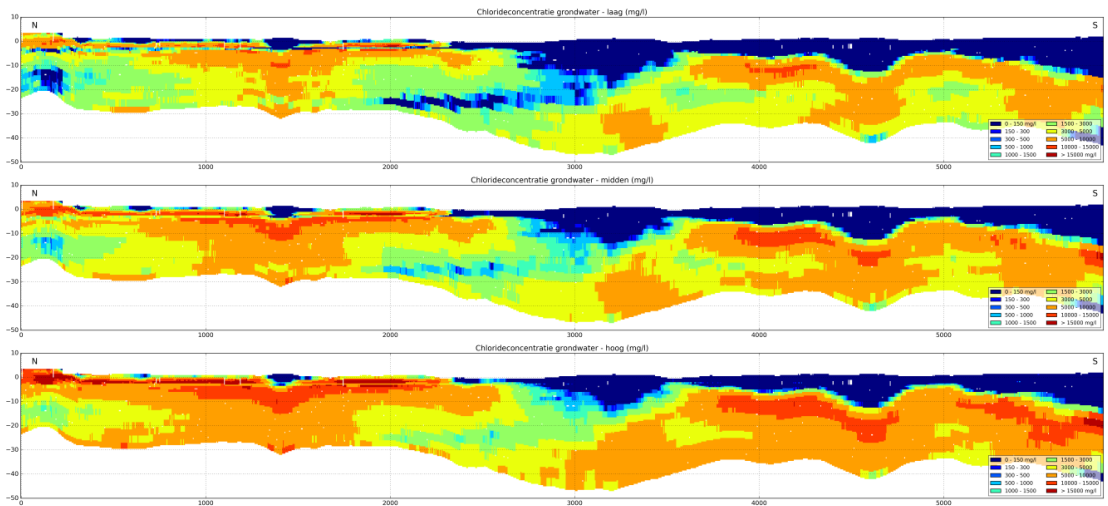 Chlorideconcentratie grondwater - laag (mg/l)
N
S
10
0
−10
−20
−30
−40
−50
0 - 150 mg/l
150 - 300
300 - 500
500 - 1000
1000 - 1500
1500 - 3000
3000 - 5000
5000 - 10000
10000 - 15000
> 15000 mg/l
0
1000
2000
3000
4000
5000
Chlorideconcentratie grondwater - midden (mg/l)
N
S
10
0
−10
−20
−30
−40
−50
0 - 150 mg/l
150 - 300
300 - 500
500 - 1000
1000 - 1500
1500 - 3000
3000 - 5000
5000 - 10000
10000 - 15000
> 15000 mg/l
0
1000
2000
3000
4000
5000
Chlorideconcentratie grondwater - hoog (mg/l)
N
S
10
0
−10
−20
−30
−40
−50
0 - 150 mg/l
150 - 300
300 - 500
500 - 1000
1000 - 1500
1500 - 3000
3000 - 5000
5000 - 10000
10000 - 15000
> 15000 mg/l
0
1000
2000
3000
4000
5000